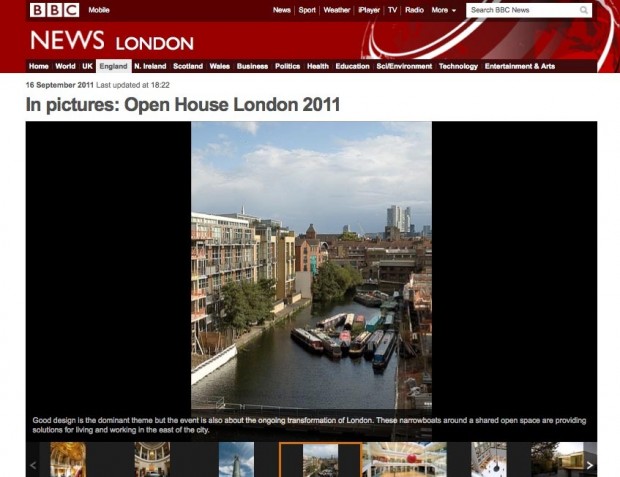 BBC Mobile News Sport Weather iPlayer TV Radio More Search BBC News
NEWS LONDON
Home World UK England N. Ireland Scotland Wales Business Politics Health Education Sci/Environment Technology Entertainment & Arts
16 September 2011 Last updated at 18:22
In pictures: Open House London 2011
Good design is the dominant theme but the event is also about the ongoing transformation of London. These narrowboats around a shared open space are providing
solutions for living and working in the east of the city.